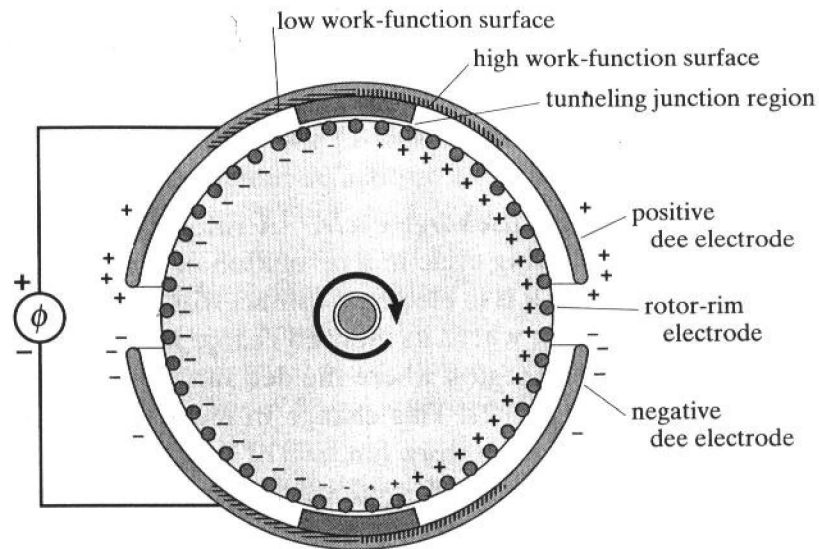 low work-function surface
high work-function surface
tunneling junction region
positive
dee electrode
rotor-rim
electrode
negative
dee electrode
ϕ